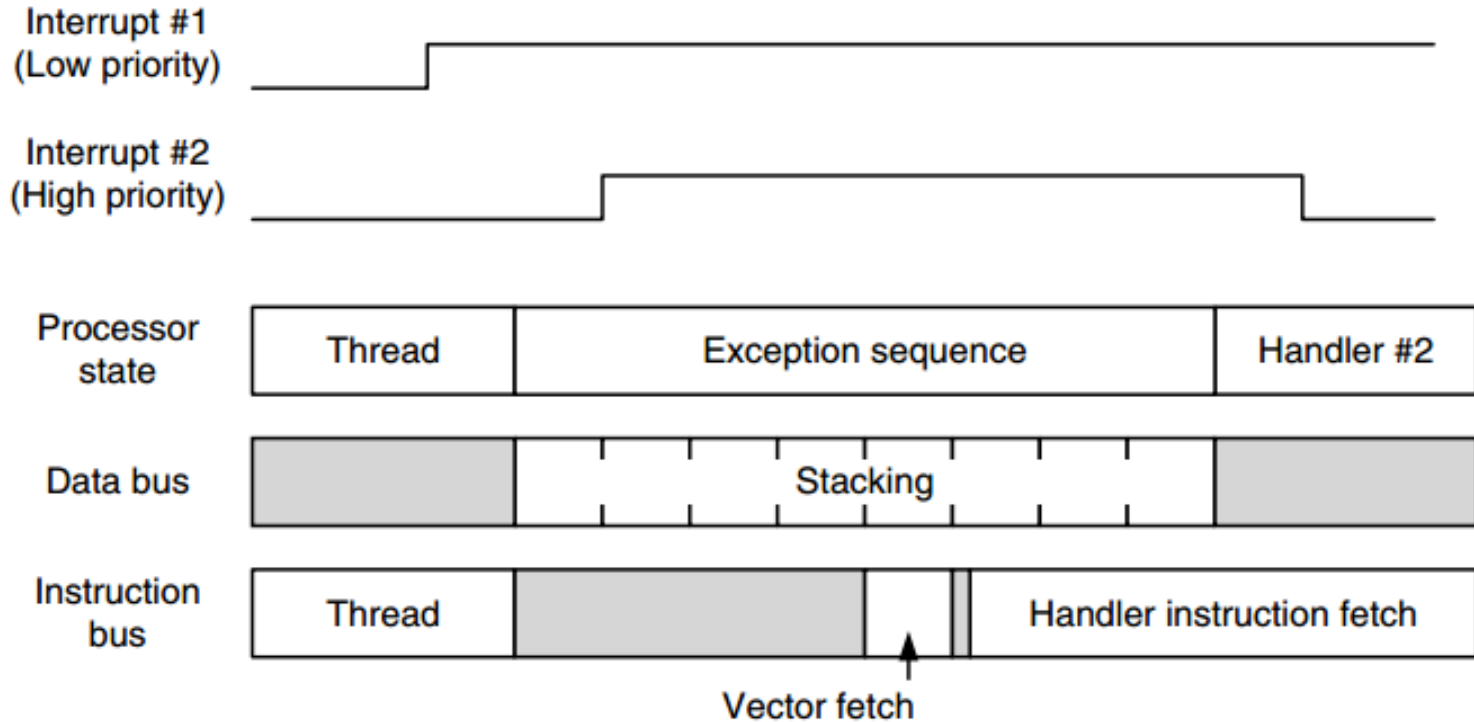 Interrupt #1
(Low priority)
Interrupt #2
(High priority)
Processor
state
Thread
Exception sequence
Handler #2
Data bus
Stacking
Instruction
bus
Thread
Handler instruction fetch
Vector fetch